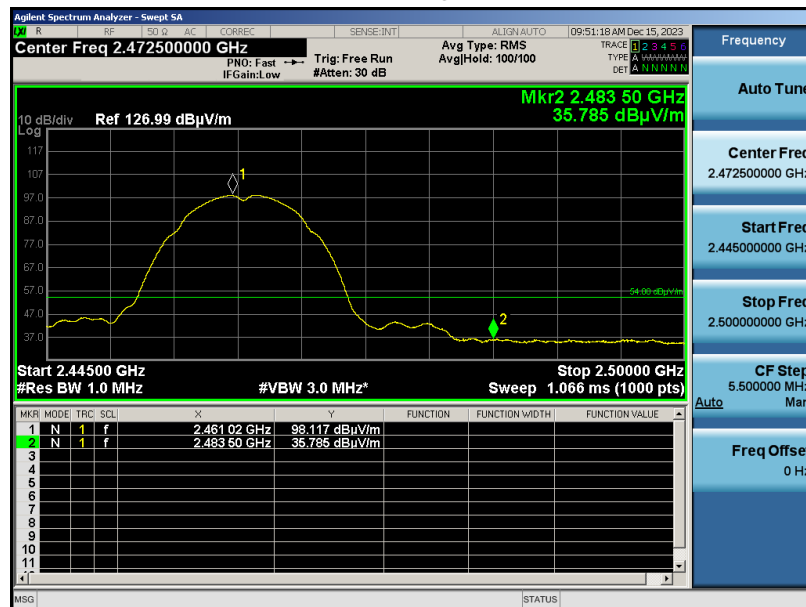 Agilent Spectrum Analyzer - Swept SA
LXI R RF 50 Ω AC CORREC SENSE:INT ALIGN AUTO 09:51:18 AM Dec 15, 2023
Center Freq 2.472500000 GHz
PNO: Fast
IFGain:Low
Trig: Free Run
#Atten: 30 dB
Avg Type: RMS
Avg|Hold: 100/100
TRACE 1 2 3 4 5 6
TYPE A WWWWW
DET A N N N N N
Mkr2 2.483 50 GHz
35.785 dBµV/m
10 dB/div Ref 126.99 dBµV/m
Log
117
107
97.0
87.0
77.0
67.0
57.0
47.0
37.0
1
2
54.00 dBµV/m
Start 2.44500 GHz Stop 2.50000 GHz
#Res BW 1.0 MHz #VBW 3.0 MHz* Sweep 1.066 ms (1000 pts)
MKR MODE TRC SCL X Y FUNCTION FUNCTION WIDTH FUNCTION VALUE
1 N 1 f 2.461 02 GHz 98.117 dBµV/m
2 N 1 f 2.483 50 GHz 35.785 dBµV/m
3
4
5
6
7
8
9
10
11
MSG STATUS
Frequency
Auto Tune
Center Freq
2.472500000 GHz
Start Freq
2.445000000 GHz
Stop Freq
2.500000000 GHz
CF Step
5.500000 MHz
Auto Man
Freq Offset
0 Hz